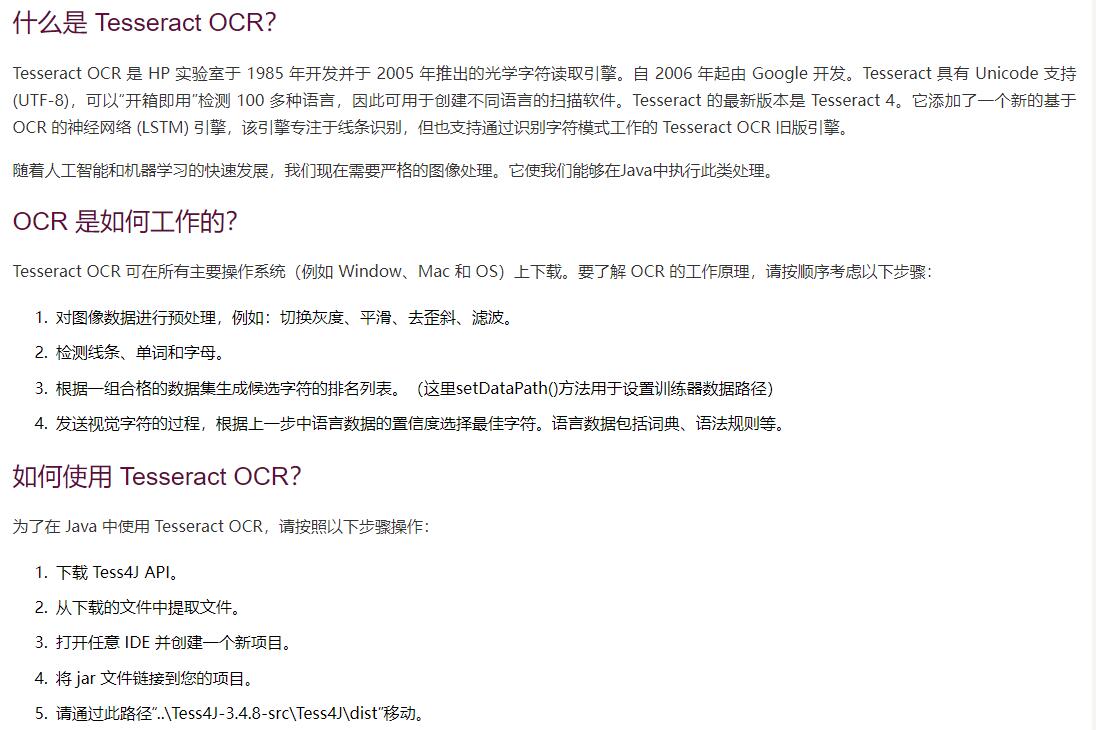 什么是 Tesseract OCR？
Tesseract OCR 是 HP 实验室于 1985 年开发并于 2005 年推出的光学字符读取引擎。自 2006 年起由 Google 开发。Tesseract 具有 Unicode 支持
(UTF-8)，可以“开箱即用”检测 100 多种语言，因此可用于创建不同语言的扫描软件。Tesseract 的最新版本是 Tesseract 4。它添加了一个新的基于
OCR 的神经网络 (LSTM) 引擎，该引擎专注于线条识别，但也支持通过识别字符模式工作的 Tesseract OCR 旧版引擎。
随着人工智能和机器学习的快速发展，我们现在需要严格的图像处理。它使我们能够在Java中执行此类处理。
OCR 是如何工作的？
Tesseract OCR 可在所有主要操作系统（例如 Window、Mac 和 OS）上下载。要了解 OCR 的工作原理，请按顺序考虑以下步骤：
1. 对图像数据进行预处理，例如：切换灰度、平滑、去歪斜、滤波。
2. 检测线条、单词和字母。
3. 根据一组合格的数据集生成候选字符的排名列表。（这里setDataPath()方法用于设置训练器数据路径）
4. 发送视觉字符的过程，根据上一步中语言数据的置信度选择最佳字符。语言数据包括词典、语法规则等。
如何使用 Tesseract OCR？
为了在 Java 中使用 Tesseract OCR，请按照以下步骤操作：
1. 下载 Tess4J API。
2. 从下载的文件中提取文件。
3. 打开任意 IDE 并创建一个新项目。
4. 将 jar 文件链接到您的项目。
5. 请通过此路径“..\Tess4J-3.4.8-src\Tess4J\dist”移动。